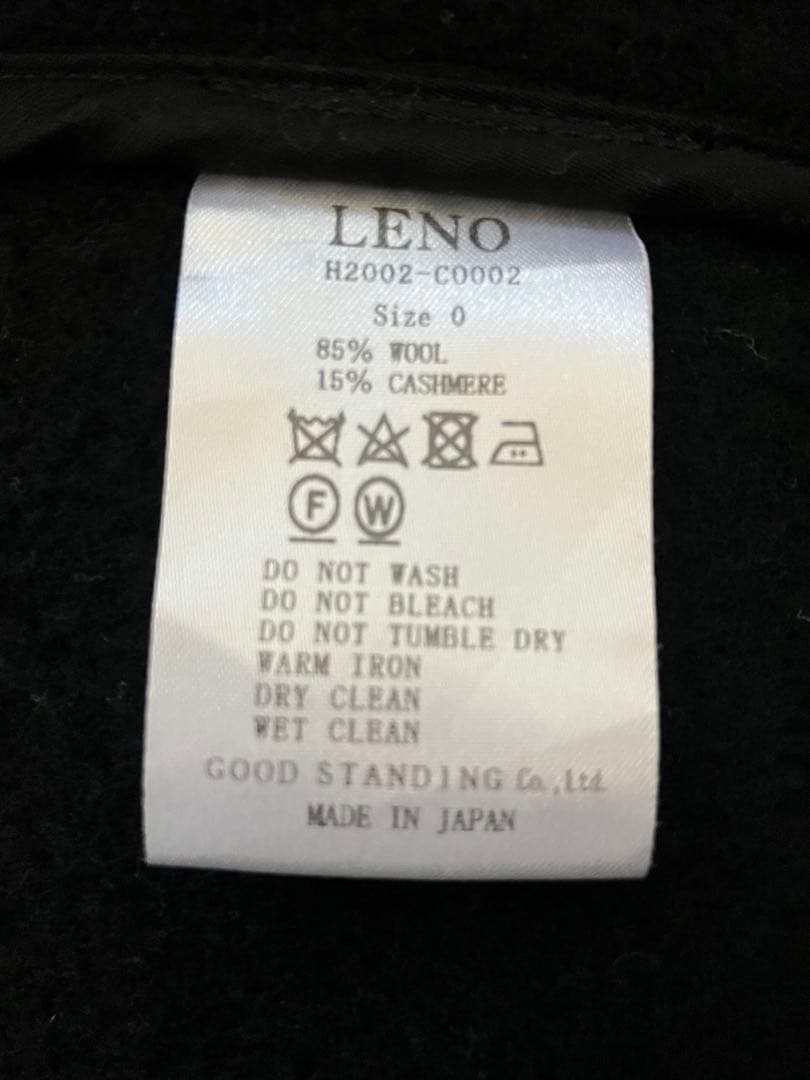 LENO
H2002-C0002
Size 0
85% WOOL
15% CASHMERE
F W
DO NOT WASH
DO NOT BLEACH
DO NOT TUMBLE DRY
WARM IRON
DRY CLEAN
WET CLEAN
GOOD STANDING Co.,Ltd.
MADE IN JAPAN